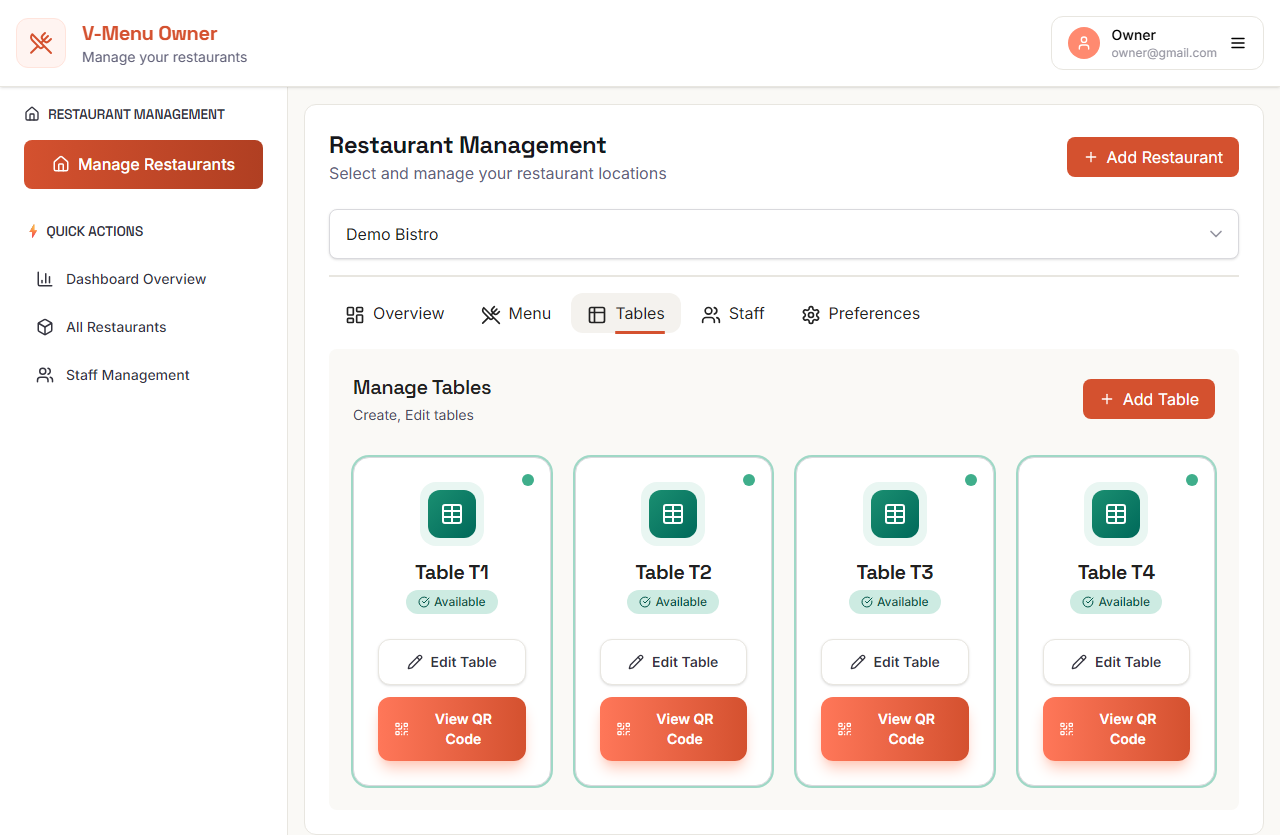 V-Menu Owner
Manage your restaurants
Owner
owner@gmail.com
RESTAURANT MANAGEMENT
Manage Restaurants
QUICK ACTIONS
Dashboard Overview
All Restaurants
Staff Management
Restaurant Management
Select and manage your restaurant locations
+ Add Restaurant
Demo Bistro
Overview Menu Tables Staff Preferences
Manage Tables
Create, Edit tables
+ Add Table
Table T1
Available
Edit Table
View QR
Code
Table T2
Available
Edit Table
View QR
Code
Table T3
Available
Edit Table
View QR
Code
Table T4
Available
Edit Table
View QR
Code